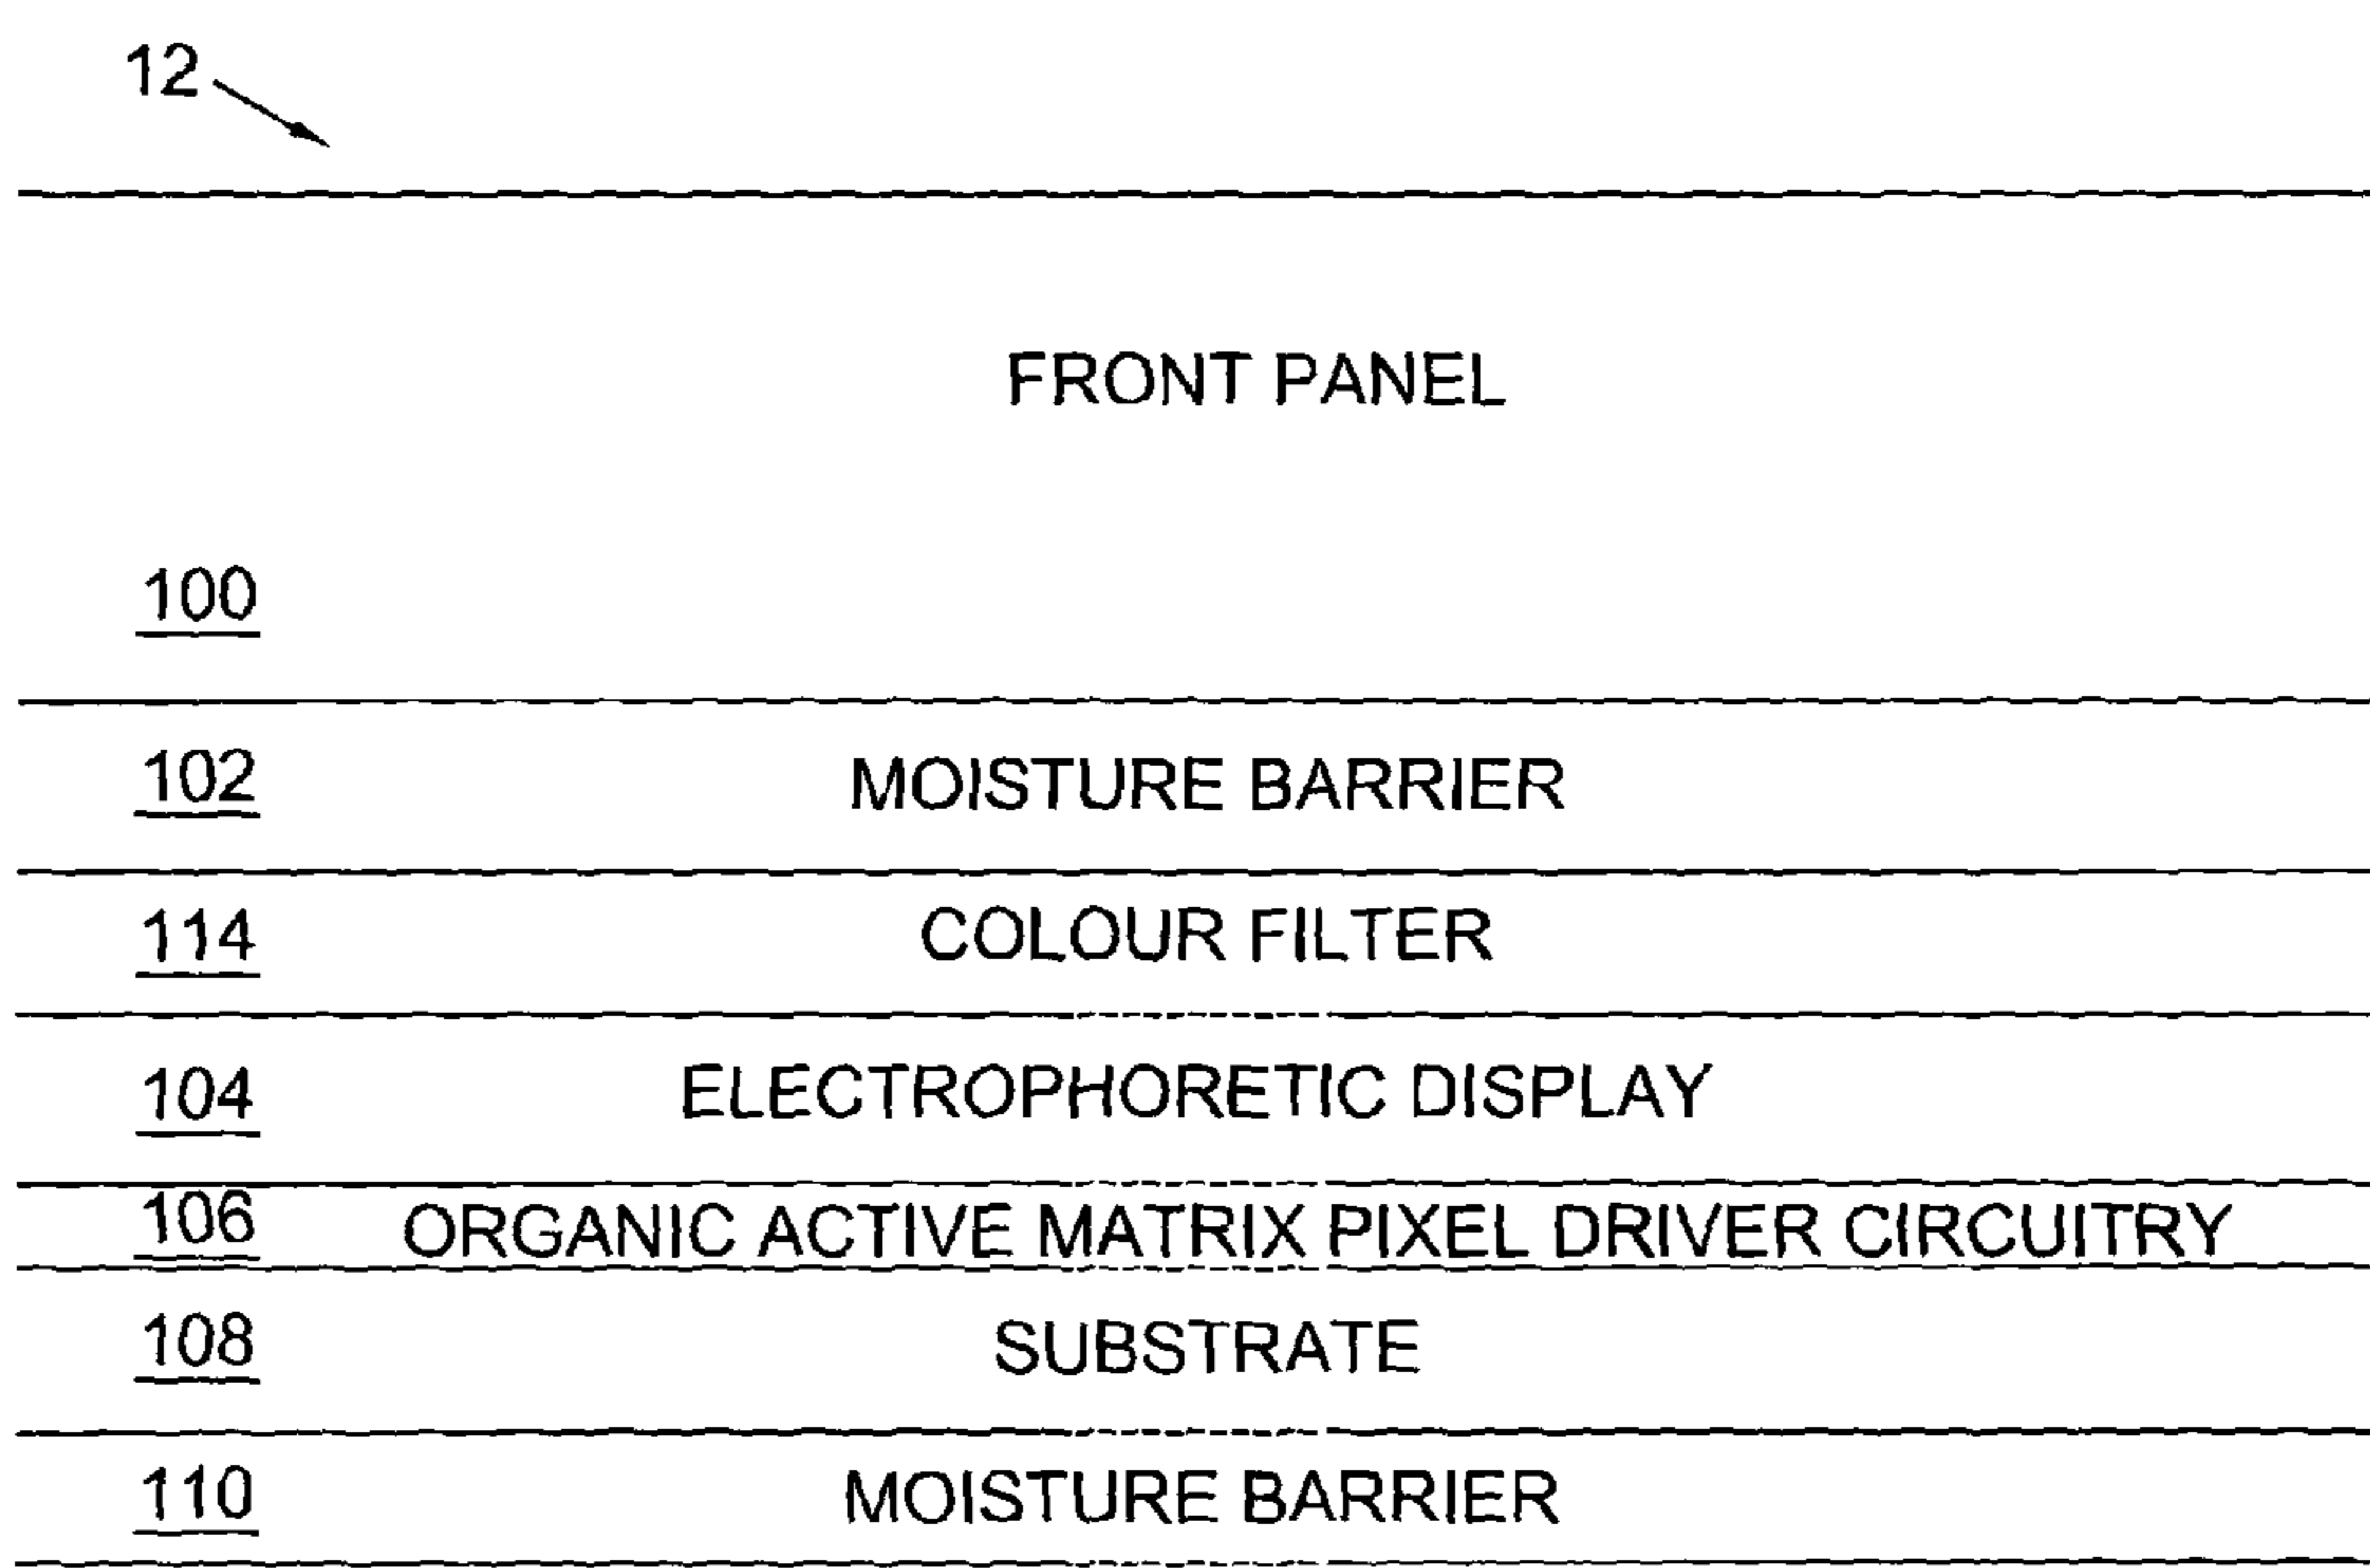 12
FRONT PANEL
100
102 MOISTURE BARRIER
114 COLOUR FILTER
104 ELECTROPHORETIC DISPLAY
106 ORGANIC ACTIVE MATRIX PIXEL DRIVER CIRCUITRY
108 SUBSTRATE
110 MOISTURE BARRIER